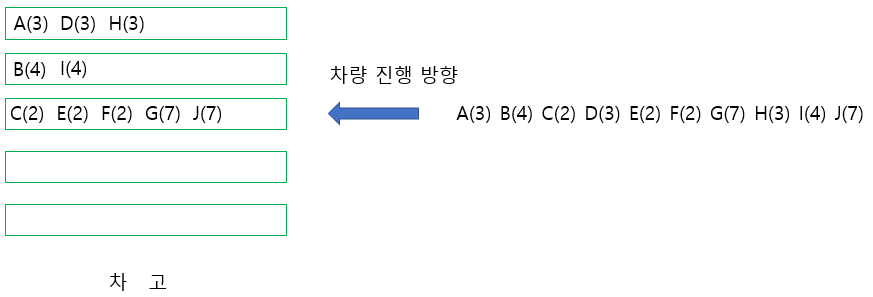 A(3) D(3) H(3)
B(4) I(4)
차량 진행 방향
C(2) E(2) F(2) G(7) J(7)
A(3) B(4) C(2) D(3) E(2) F(2) G(7) H(3) I(4) J(7)
차 고